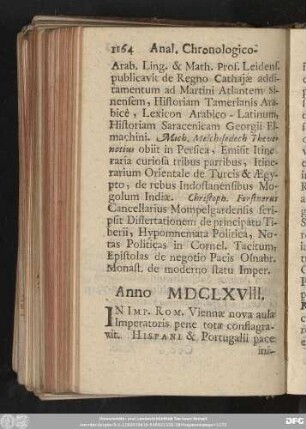 1164 Anal. Chronologico-
Arab. Ling. & Math. Prof. Leidens.
publicavit de Regno Cathajæ addi-
tamentum ad Martini Atlantem Si-
nensem, Historiam Tamerlanis Ara-
bicè, Lexicon Arabico-Latinum,
Historiam Saracenicam Georgii El-
machini. Mich. Melchisedech Theve-
notius obiit in Persica, Emisit Itine-
raria curiosa tribus partibus, Itine-
rarium Orientale de Turcis & Ægy-
pto, de rebus Indostanensibus Mo-
golum Indiæ. Christoph. Forstnerus
Cancellarius Mompelgardensis scri-
psit Dissertationem de principatu Ti-
berii, Hypomnemata Politica, No-
tas Politicas in Cornel. Tacitum,
Epistolas de negotio Pacis Osnabr.
Monast. de moderno statu Imper.
Anno MDCLXVIII.
IN IMP. ROM. Viennæ nova aula
Imperatoris pene tota conflagra-
vit. HISPANI & Portugalli pace